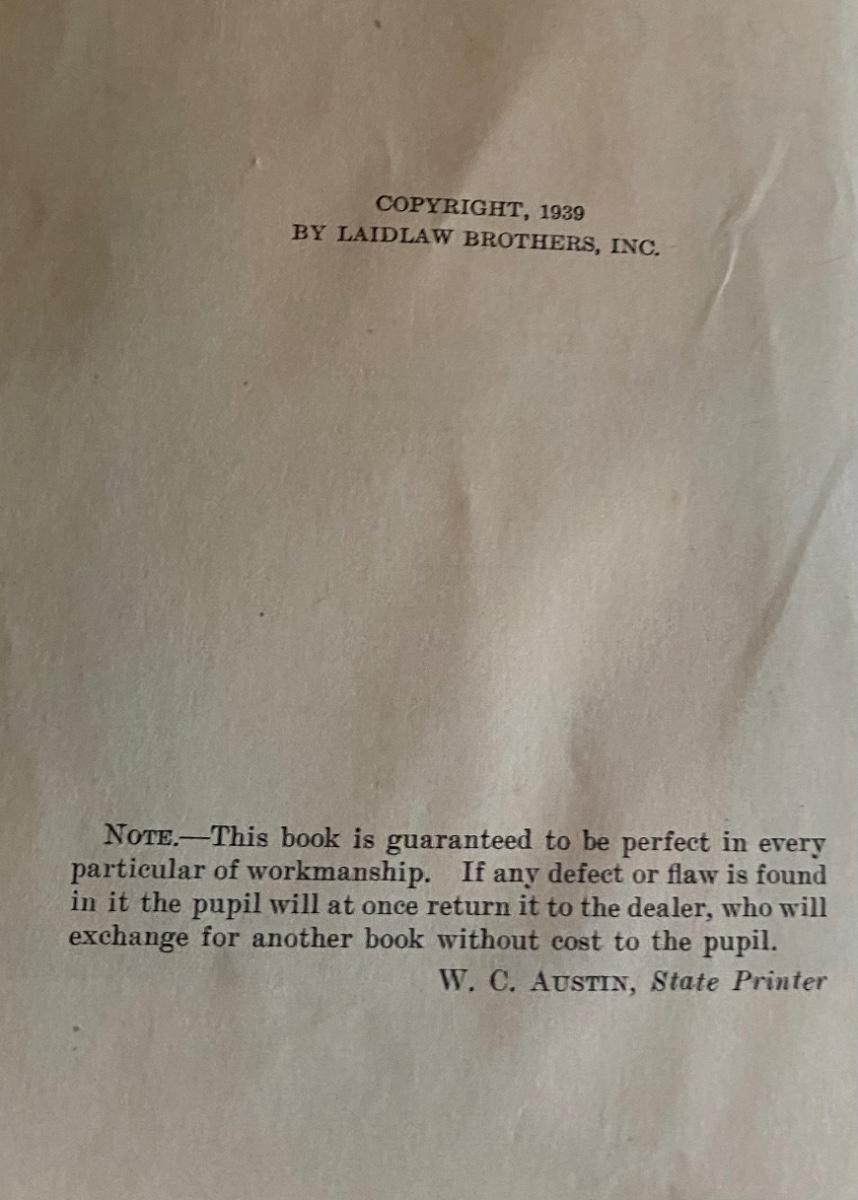 COPYRIGHT, 1939
BY LAIDLAW BROTHERS, INC.
NOTE.—This book is guaranteed to be perfect in every
particular of workmanship. If any defect or flaw is found
in it the pupil will at once return it to the dealer, who will
exchange for another book without cost to the pupil.
W. C. AUSTIN, State Printer